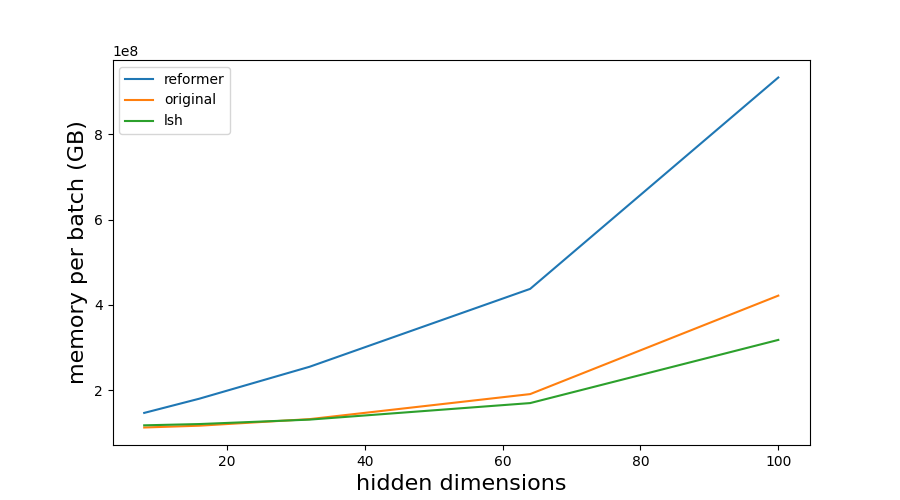 1e8
reformer
original
lsh
8
6
4
2
memory per batch (GB)
20 40 60 80 100
hidden dimensions